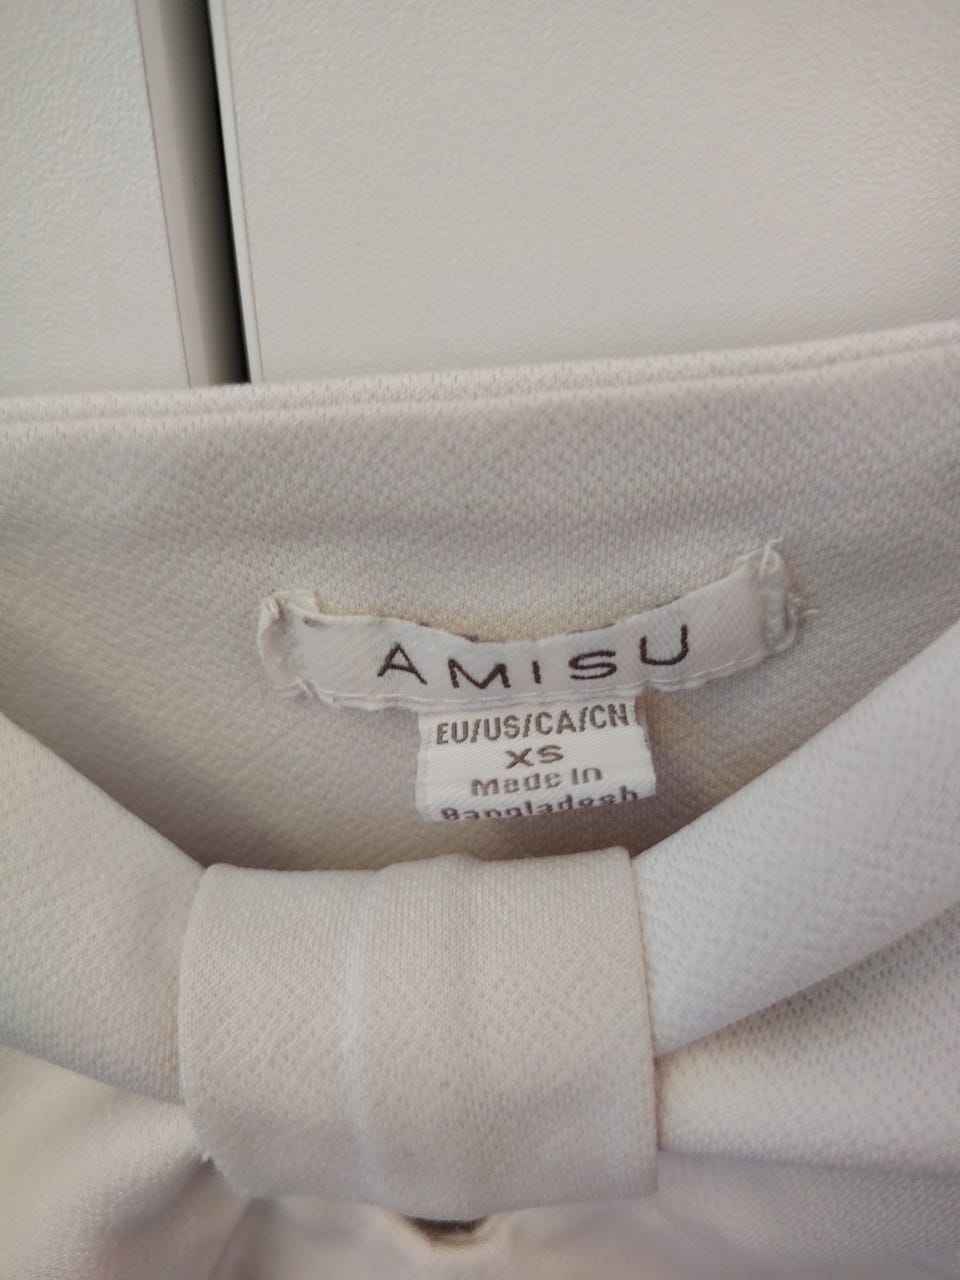 AMISU
EU/US/CA/CN
XS
Made In
Bangladesh